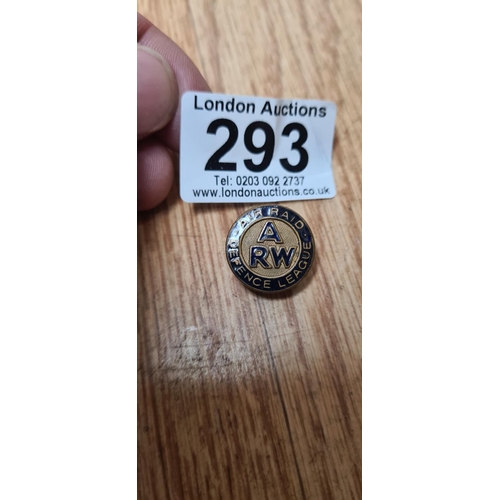 London Auctions
293
Tel: 0203 092 2737
www.londonauctions.co.uk
AIR RAID
A
RW
DEFENCE LEAGUE